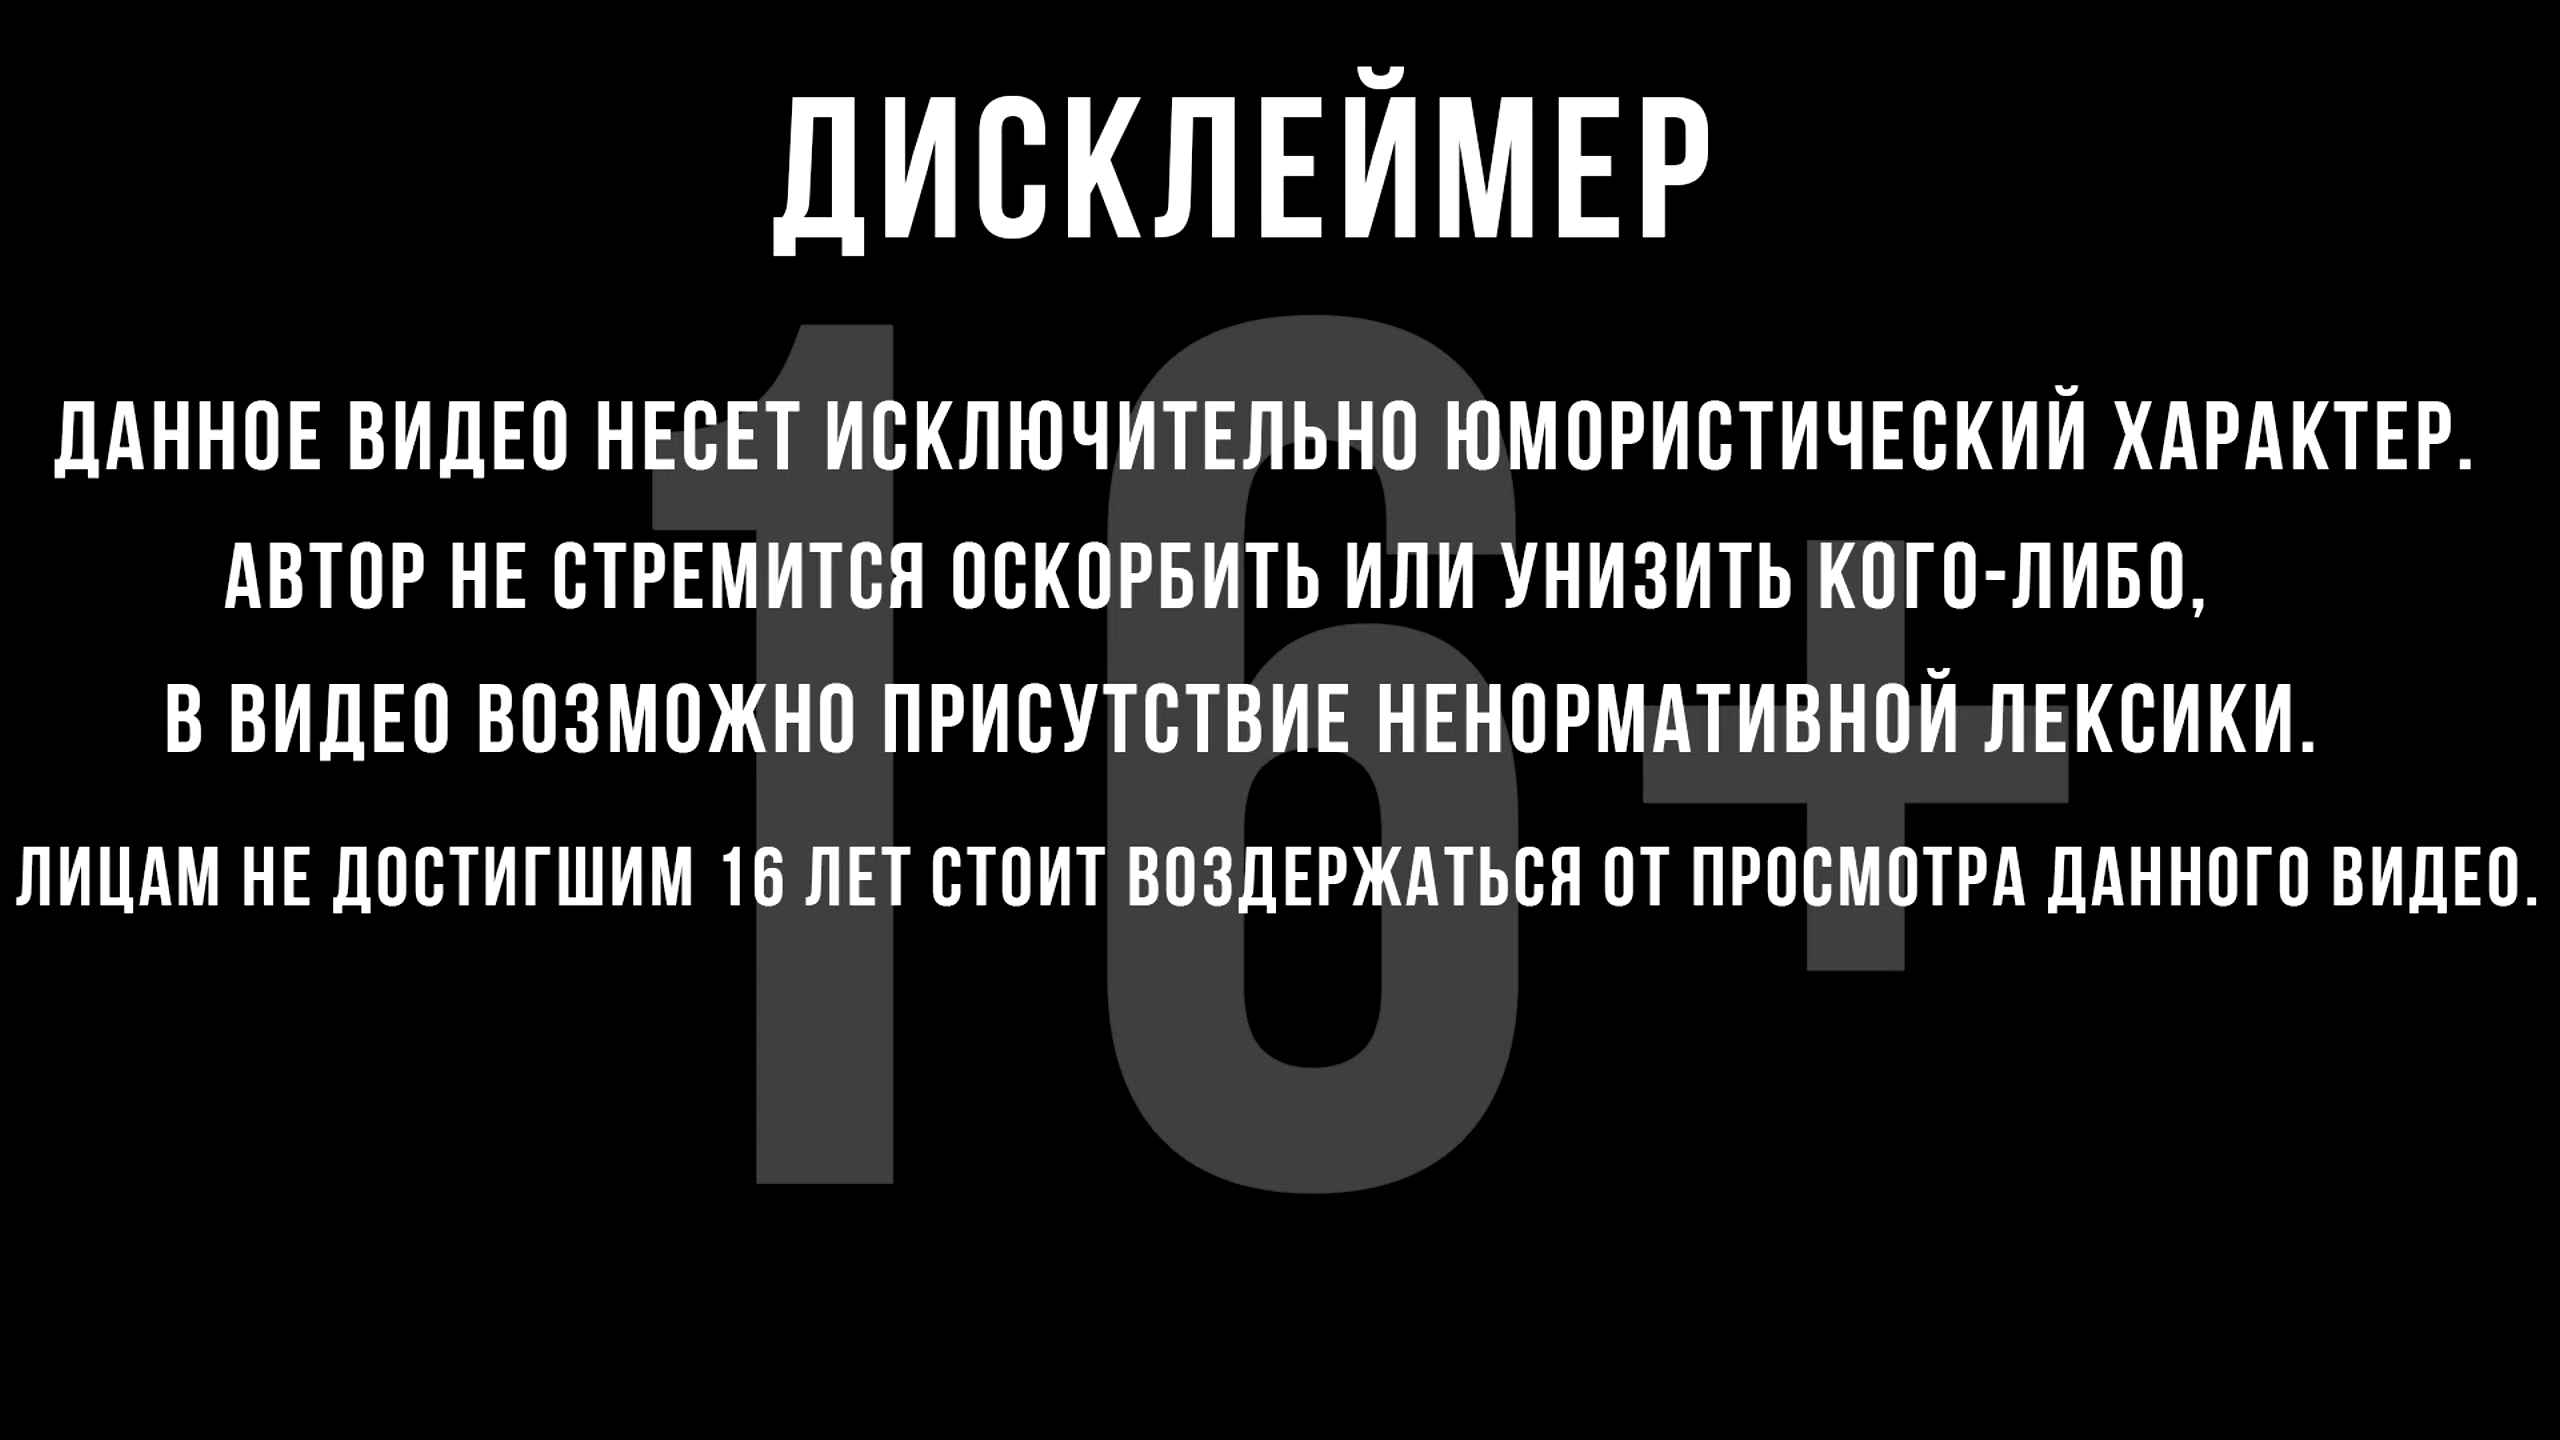 ДИСКЛЕЙМЕР
ДАННОЕ ВИДЕО НЕСЕТ ИСКЛЮЧИТЕЛЬНО ЮМОРИСТИЧЕСКИЙ ХАРАКТЕР.
АВТОР НЕ СТРЕМИТСЯ ОСКОРБИТЬ ИЛИ УНИЗИТЬ КОГО-ЛИБО,
В ВИДЕО ВОЗМОЖНО ПРИСУТСТВИЕ НЕНОРМАТИВНОЙ ЛЕКСИКИ.
ЛИЦАМ НЕ ДОСТИГШИМ 16 ЛЕТ СТОИТ ВОЗДЕРЖАТЬСЯ ОТ ПРОСМОТРА ДАННОГО ВИДЕО.
16+